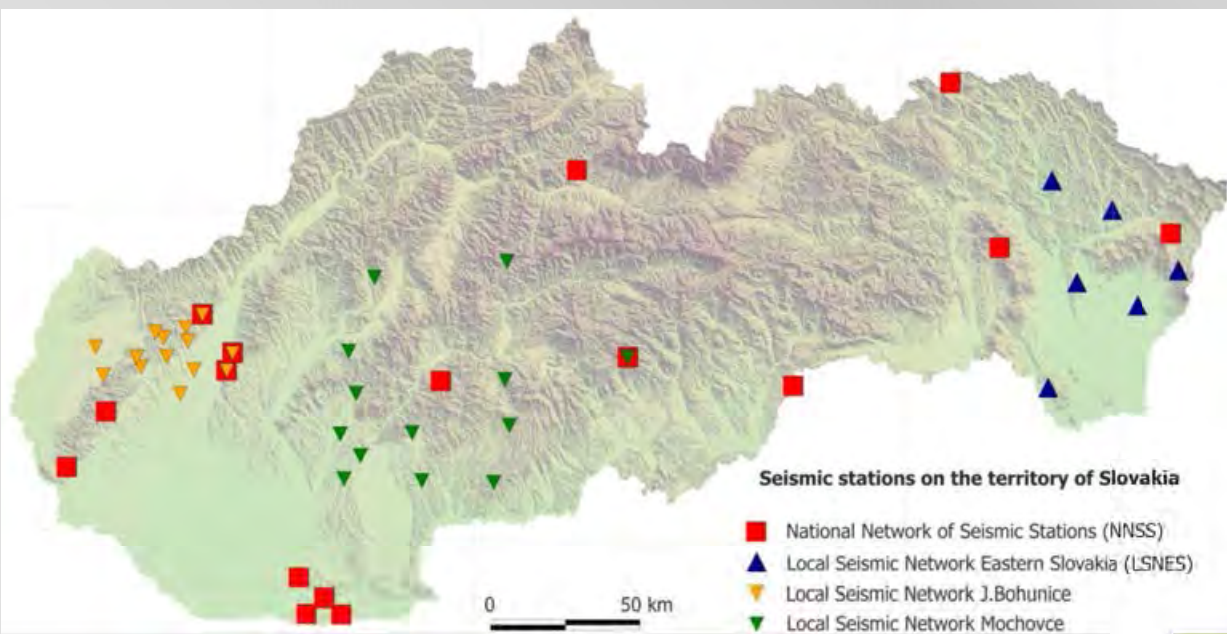 Seismic stations on the territory of Slovakia
National Network of Seismic Stations (NNSS)
Local Seismic Network Eastern Slovakia (LSNES)
Local Seismic Network J.Bohunice
0 50 km
Local Seismic Network Mochovce